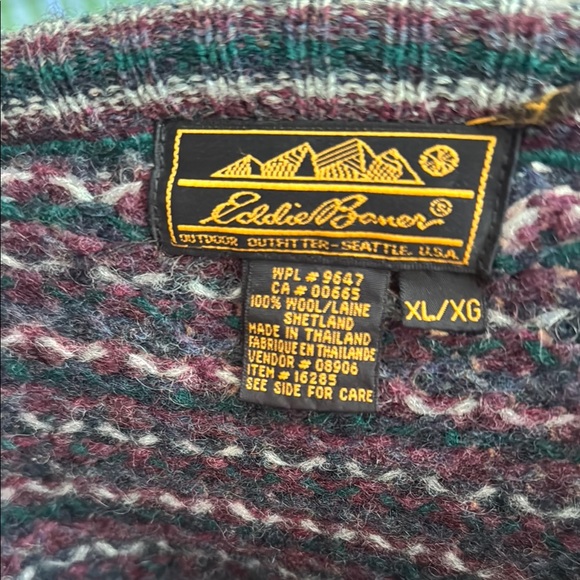 Eddie Bauer®
OUTDOOR OUTFITTER-SEATTLE, U.S.A.
WPL # 9647
CA # 00665
100% WOOL/LAINE
SHETLAND
MADE IN THAILAND
FABRIQUE EN THAILANDE
VENDOR # 08906
ITEM # 16285
SEE SIDE FOR CARE
XL/XG